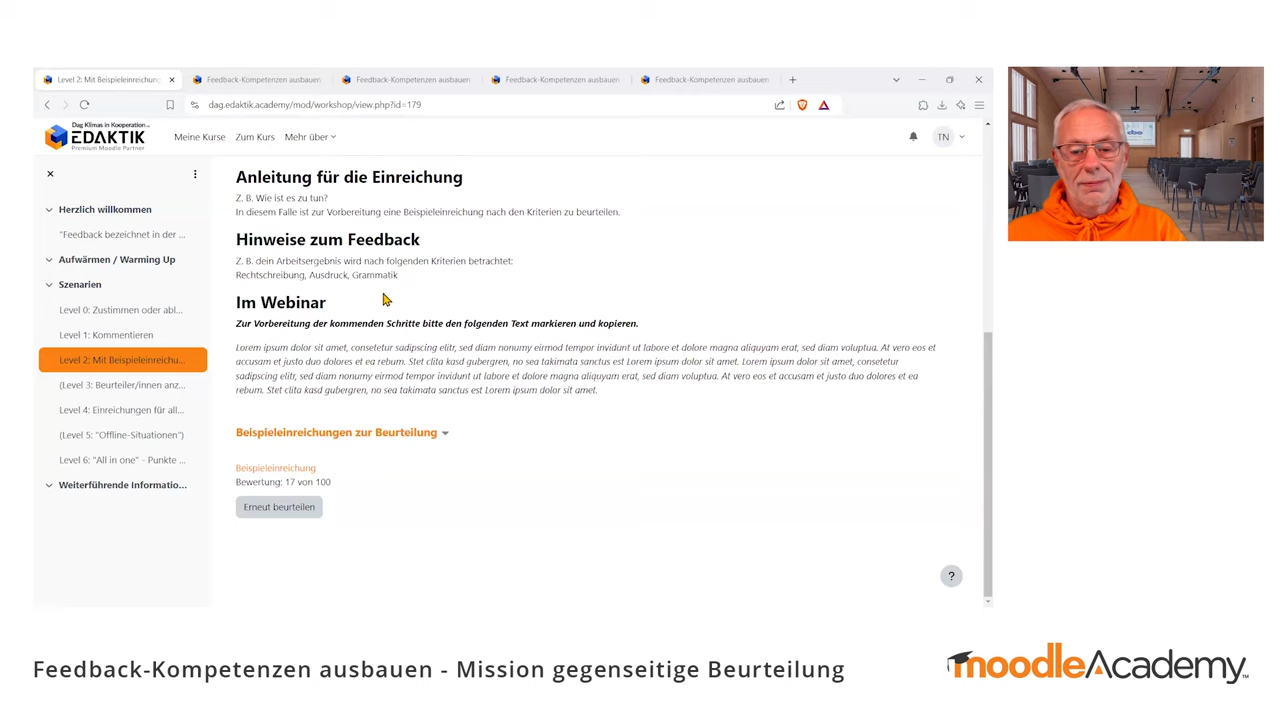 Level 2: Mit Beispieleinreichung
Feedback-Kompetenzen ausbauen
Feedback-Kompetenzen ausbauen
Feedback-Kompetenzen ausbauen
Feedback-Kompetenzen ausbauen
dag.edaktik.academy/mod/workshop/view.php?id=179
Dag Klimas in Kooperation
EDAKTIK
Premium Moodle Partner
Meine Kurse
Zum Kurs
Mehr über
TN
Herzlich willkommen
"Feedback bezeichnet in der ...
Aufwärmen / Warming Up
Szenarien
Level 0: Zustimmen oder abl...
Level 1: Kommentieren
Level 2: Mit Beispieleinreichu...
(Level 3: Beurteiler/innen anz...
Level 4: Einreichungen für all...
(Level 5: "Offline-Situationen")
Level 6: "All in one" - Punkte ...
Weiterführende Informatio...
Anleitung für die Einreichung
Z. B. Wie ist es zu tun?
In diesem Falle ist zur Vorbereitung eine Beispieleinreichung nach den Kriterien zu beurteilen.
Hinweise zum Feedback
Z. B. dein Arbeitsergebnis wird nach folgenden Kriterien betrachtet:
Rechtschreibung, Ausdruck, Grammatik
Im Webinar
Zur Vorbereitung der kommenden Schritte bitte den folgenden Text markieren und kopieren.
Lorem ipsum dolor sit amet, consetetur sadipscing elitr, sed diam nonumy eirmod tempor invidunt ut labore et dolore magna aliquyam erat, sed diam voluptua. At vero eos et
accusam et justo duo dolores et ea rebum. Stet clita kasd gubergren, no sea takimata sanctus est Lorem ipsum dolor sit amet. Lorem ipsum dolor sit amet, consetetur
sadipscing elitr, sed diam nonumy eirmod tempor invidunt ut labore et dolore magna aliquyam erat, sed diam voluptua. At vero eos et accusam et justo duo dolores et ea
rebum. Stet clita kasd gubergren, no sea takimata sanctus est Lorem ipsum dolor sit amet.
Beispieleinreichungen zur Beurteilung
Beispieleinreichung
Bewertung: 17 von 100
Erneut beurteilen
?
Feedback-Kompetenzen ausbauen - Mission gegenseitige Beurteilung
moodleAcademy™